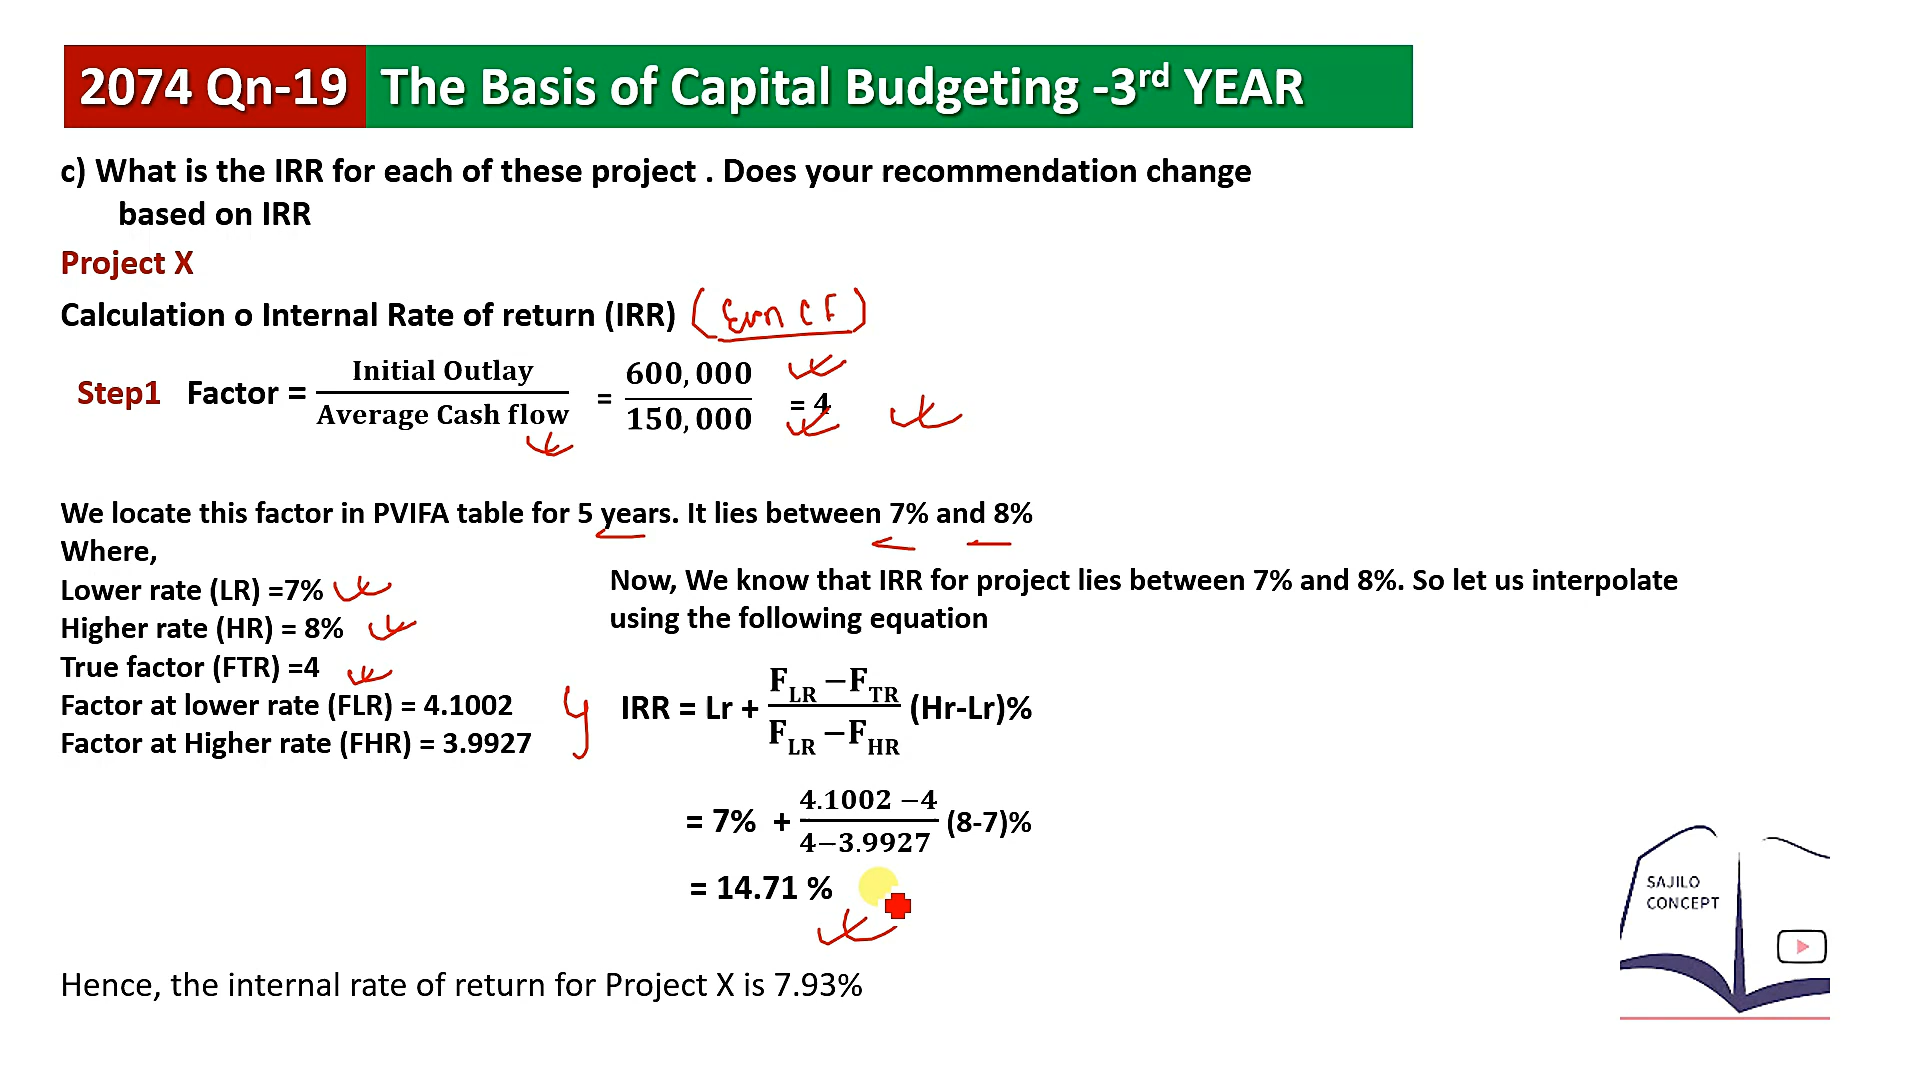 2074 Qn-19 The Basis of Capital Budgeting -3rd YEAR
c) What is the IRR for each of these project . Does your recommendation change
based on IRR
Project X
Calculation o Internal Rate of return (IRR) (Evn CF)
Step1 Factor = Initial Outlay / Average Cash flow = 600,000 / 150,000 = 4
We locate this factor in PVIFA table for 5 years. It lies between 7% and 8%
Where,
Lower rate (LR) =7%
Higher rate (HR) = 8%
True factor (FTR) =4
Factor at lower rate (FLR) = 4.1002
Factor at Higher rate (FHR) = 3.9927
Now, We know that IRR for project lies between 7% and 8%. So let us interpolate
using the following equation
IRR = Lr + (F_LR − F_TR) / (F_LR − F_HR) (Hr-Lr)%
= 7% + (4.1002 − 4) / (4−3.9927) (8-7)%
= 14.71 %
Hence, the internal rate of return for Project X is 7.93%
SAJILO
CONCEPT